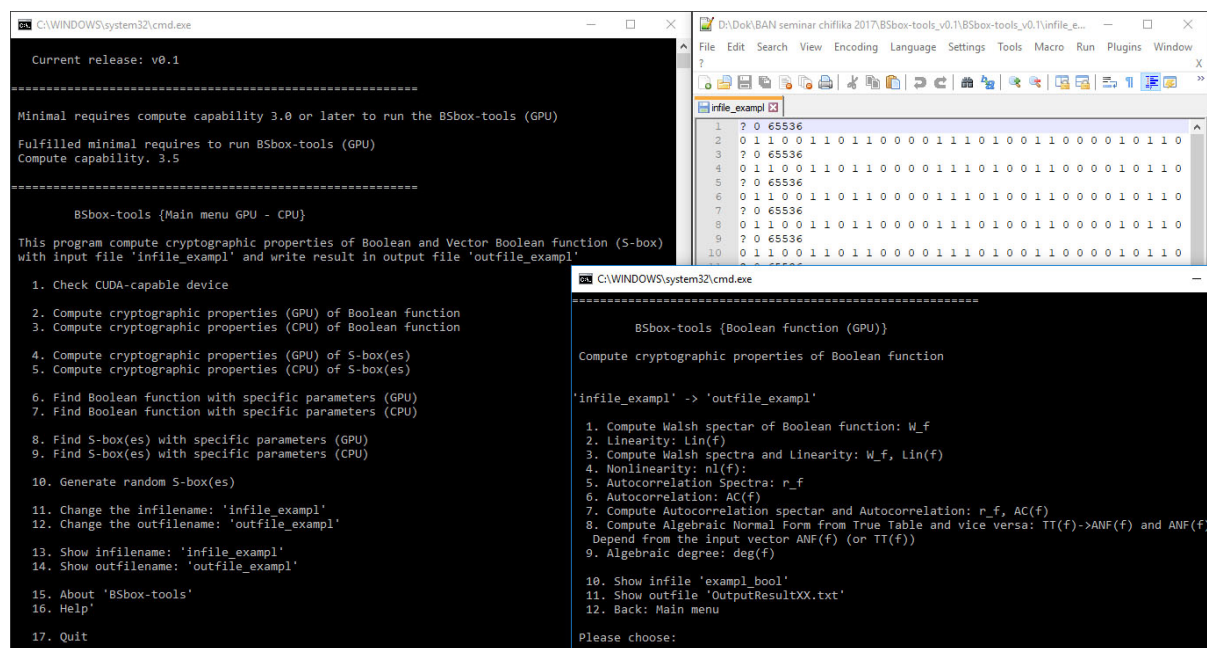 C:\WINDOWS\system32\cmd.exe
Current release: v0.1
==========================================================
Minimal requires compute capability 3.0 or later to run the BSbox-tools (GPU)
Fulfilled minimal requires to run BSbox-tools (GPU)
Compute capability. 3.5
==========================================================
BSbox-tools {Main menu GPU - CPU}
This program compute cryptographic properties of Boolean and Vector Boolean function (S-box)
with input file 'infile_exampl' and write result in output file 'outfile_exampl'
1. Check CUDA-capable device
2. Compute cryptographic properties (GPU) of Boolean function
3. Compute cryptographic properties (CPU) of Boolean function
4. Compute cryptographic properties (GPU) of S-box(es)
5. Compute cryptographic properties (CPU) of S-box(es)
6. Find Boolean function with specific parameters (GPU)
7. Find Boolean function with specific parameters (CPU)
8. Find S-box(es) with specific parameters (GPU)
9. Find S-box(es) with specific parameters (CPU)
10. Generate random S-box(es)
11. Change the infilename: 'infile_exampl'
12. Change the outfilename: 'outfile_exampl'
13. Show infilename: 'infile_exampl'
14. Show outfilename: 'outfile_exampl'
15. About 'BSbox-tools'
16. Help'
17. Quit
D:\Dok\BAN seminar chiflika 2017\BSbox-tools_v0.1\BSbox-tools_v0.1\infile_e...
File Edit Search View Encoding Language Settings Tools Macro Run Plugins Window
? X
infile_exampl
1 ? 0 65536
2 0 1 1 0 0 1 1 0 1 1 0 0 0 0 1 1 1 0 1 0 0 1 1 0 0 0 0 1 0 1 1 0
3 ? 0 65536
4 0 1 1 0 0 1 1 0 1 1 0 0 0 0 1 1 1 0 1 0 0 1 1 0 0 0 0 1 0 1 1 0
5 ? 0 65536
6 0 1 1 0 0 1 1 0 1 1 0 0 0 0 1 1 1 0 1 0 0 1 1 0 0 0 0 1 0 1 1 0
7 ? 0 65536
8 0 1 1 0 0 1 1 0 1 1 0 0 0 0 1 1 1 0 1 0 0 1 1 0 0 0 0 1 0 1 1 0
9 ? 0 65536
10 0 1 1 0 0 1 1 0 1 1 0 0 0 0 1 1 1 0 1 0 0 1 1 0 0 0 0 1 0 1 1 0
C:\WINDOWS\system32\cmd.exe
==========================================================
BSbox-tools {Boolean function (GPU)}
Compute cryptographic properties of Boolean function
'infile_exampl' -> 'outfile_exampl'
1. Compute Walsh spectar of Boolean function: W_f
2. Linearity: Lin(f)
3. Compute Walsh spectra and Linearity: W_f, Lin(f)
4. Nonlinearity: nl(f):
5. Autocorrelation Spectra: r_f
6. Autocorrelation: AC(f)
7. Compute Autocorrelation spectar and Autocorrelation: r_f, AC(f)
8. Compute Algebraic Normal Form from True Table and vice versa: TT(f)->ANF(f) and ANF(f)
Depend from the input vector ANF(f) (or TT(f))
9. Algebraic degree: deg(f)
10. Show infile 'exampl_bool'
11. Show outfile 'OutputResultXX.txt'
12. Back: Main menu
Please choose: